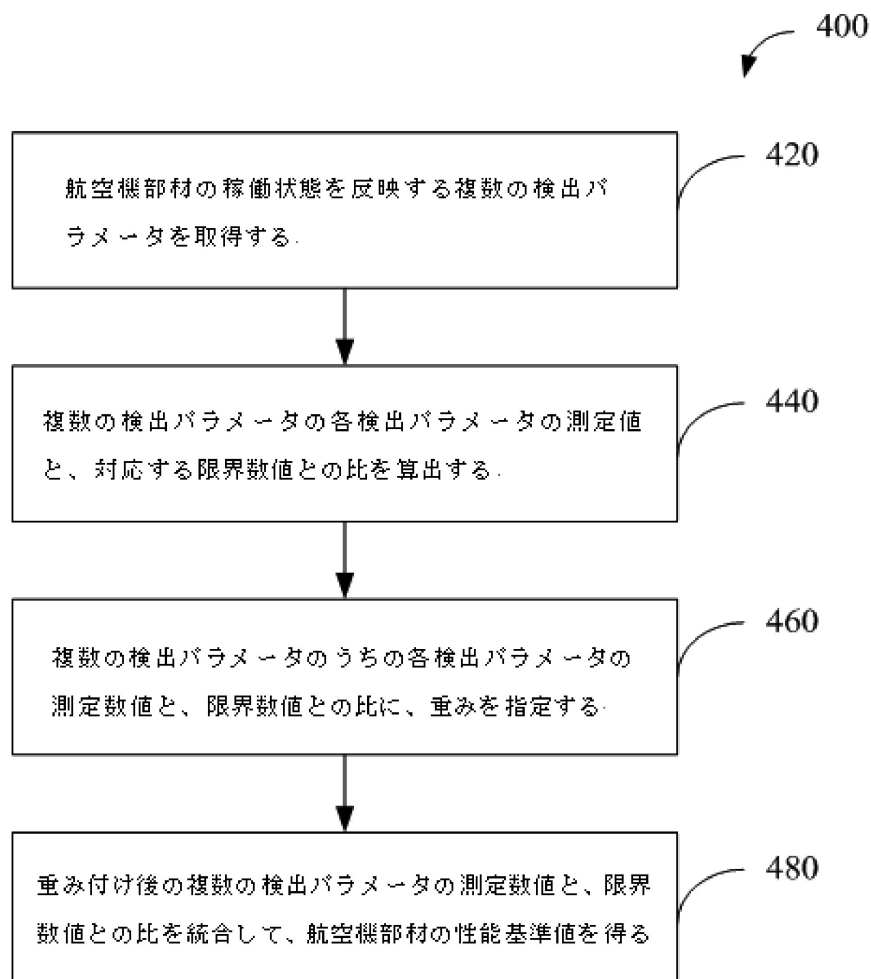 400
420
航空機部材の稼働状態を反映する複数の検出パ
ラメータを取得する.
440
複数の検出パラメータの各検出パラメータの測定値
と、対応する限界数値との比を算出する.
460
複数の検出パラメータのうちの各検出パラメータの
測定数値と、限界数値との比に、重みを指定する.
480
重み付け後の複数の検出パラメータの測定数値と、限界
数値との比を統合して、航空機部材の性能基準値を得る